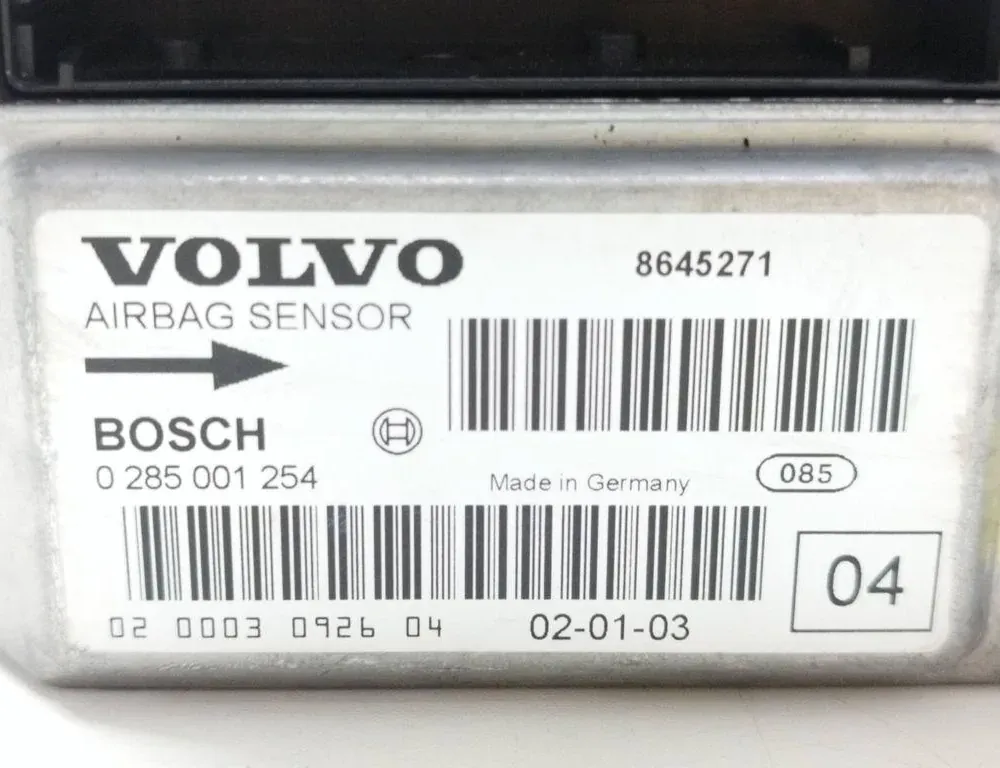 VOLVO
8645271
AIRBAG SENSOR
BOSCH
0 285 001 254
Made in Germany
085
04
02 0003 0926 04
02-01-03